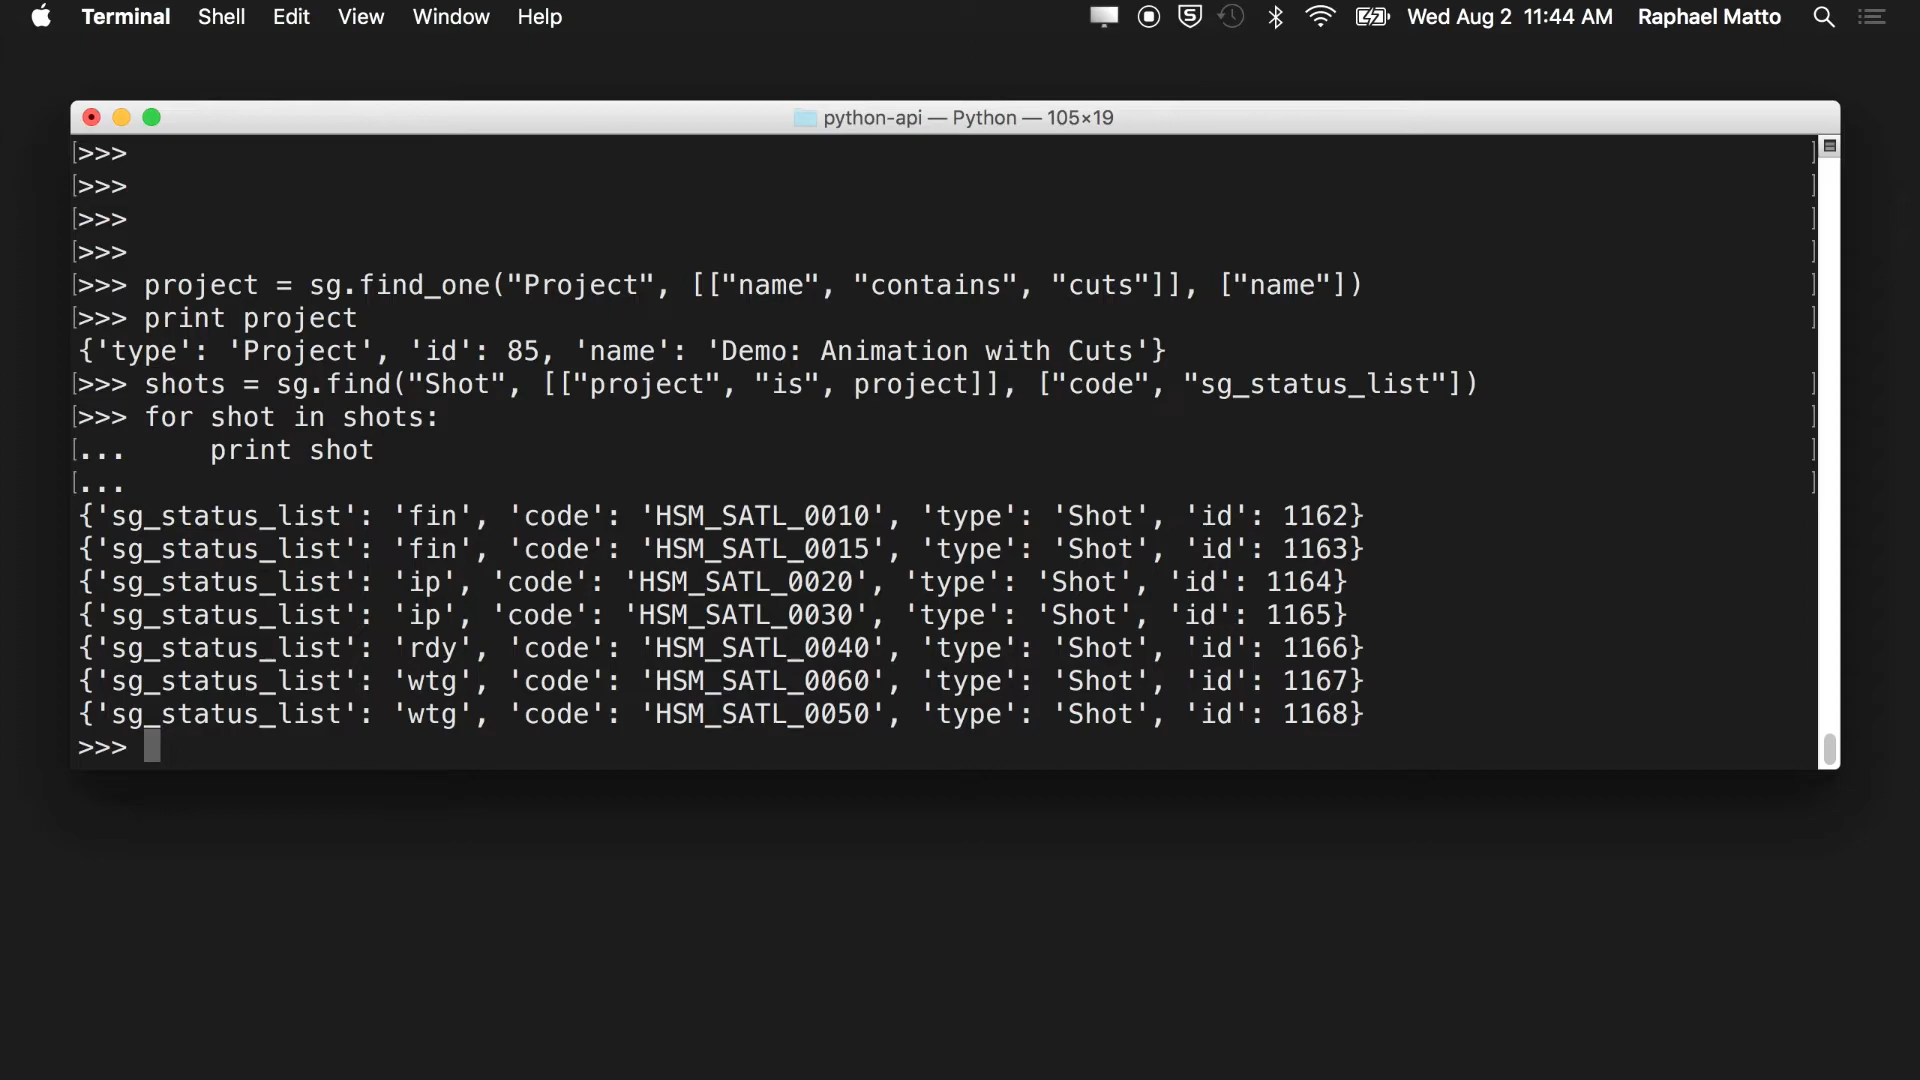 Terminal Shell Edit View Window Help Wed Aug 2 11:44 AM Raphael Matto
python-api — Python — 105×19
[>>> ]
[>>> ]
[>>> ]
[>>> ]
[>>> project = sg.find_one("Project", [["name", "contains", "cuts"]], ["name"]) ]
[>>> print project ]
{'type': 'Project', 'id': 85, 'name': 'Demo: Animation with Cuts'}
[>>> shots = sg.find("Shot", [["project", "is", project]], ["code", "sg_status_list"]) ]
[>>> for shot in shots: ]
[...     print shot ]
[... ]
{'sg_status_list': 'fin', 'code': 'HSM_SATL_0010', 'type': 'Shot', 'id': 1162}
{'sg_status_list': 'fin', 'code': 'HSM_SATL_0015', 'type': 'Shot', 'id': 1163}
{'sg_status_list': 'ip', 'code': 'HSM_SATL_0020', 'type': 'Shot', 'id': 1164}
{'sg_status_list': 'ip', 'code': 'HSM_SATL_0030', 'type': 'Shot', 'id': 1165}
{'sg_status_list': 'rdy', 'code': 'HSM_SATL_0040', 'type': 'Shot', 'id': 1166}
{'sg_status_list': 'wtg', 'code': 'HSM_SATL_0060', 'type': 'Shot', 'id': 1167}
{'sg_status_list': 'wtg', 'code': 'HSM_SATL_0050', 'type': 'Shot', 'id': 1168}
>>>